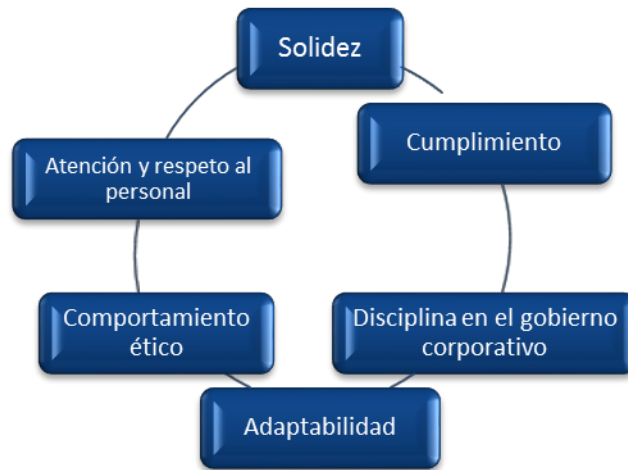 Solidez
Cumplimiento
Disciplina en el gobierno
corporativo
Adaptabilidad
Comportamiento
ético
Atención y respeto al
personal